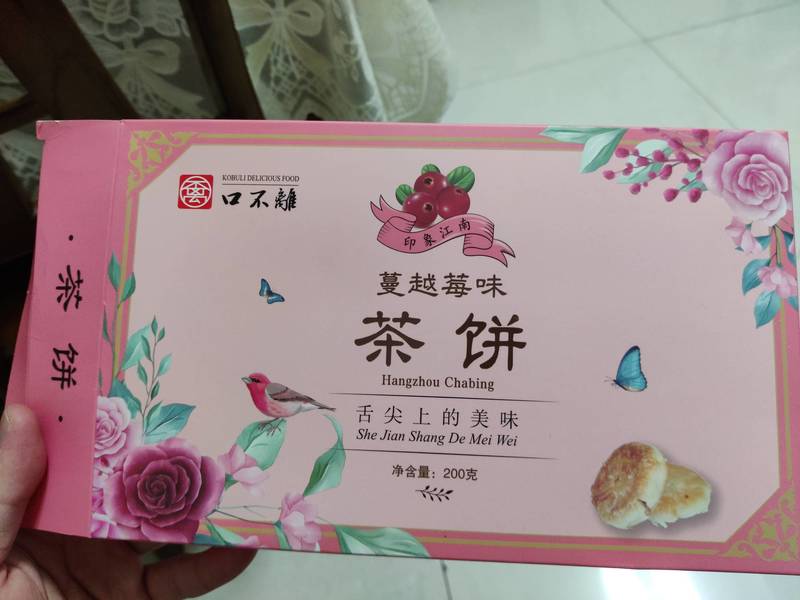 KOBULI DELICIOUS FOOD
口不離
印象江南
蔓越莓味
茶饼
Hangzhou Chabing
舌尖上的美味
She Jian Shang De Mei Wei
净含量：200克
·茶饼·